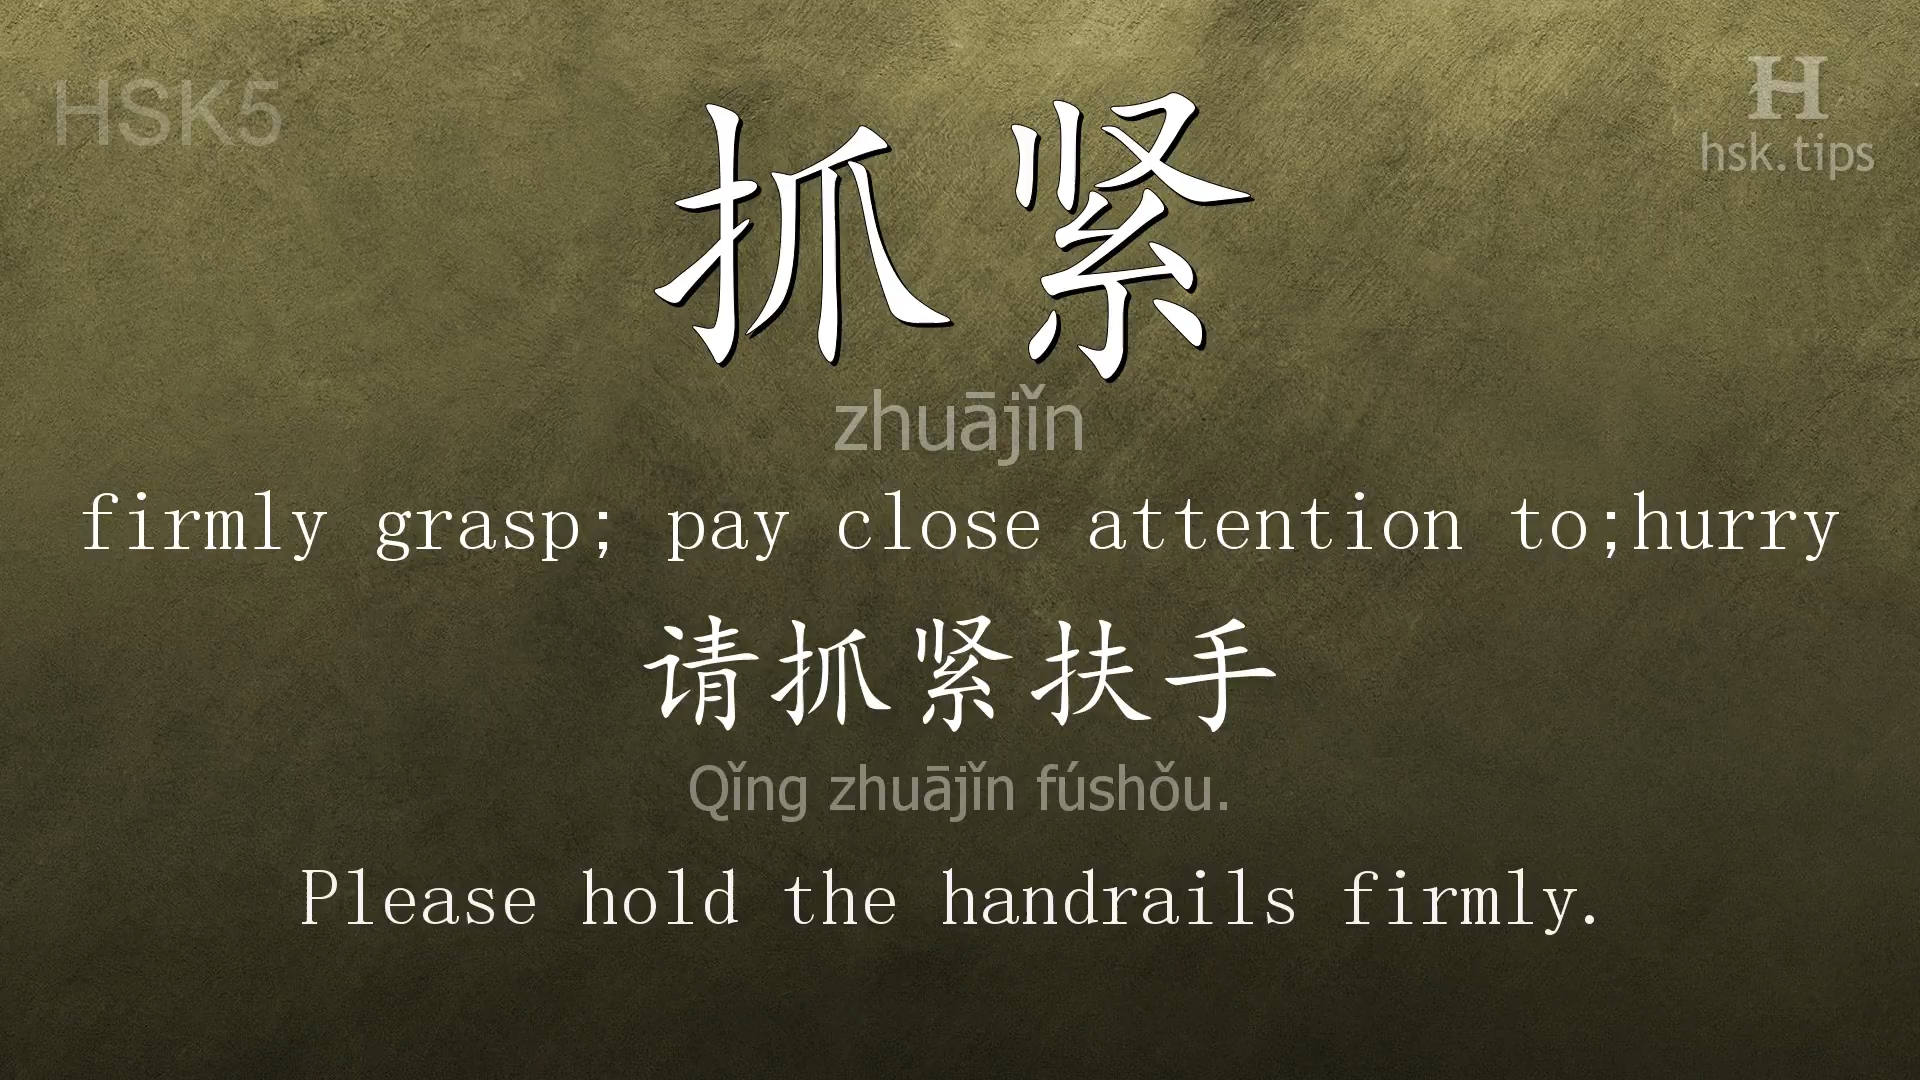 HSK5
H
hsk.tips
抓紧
zhuājǐn
firmly grasp; pay close attention to;hurry
请抓紧扶手
Qǐng zhuājǐn fúshǒu.
Please hold the handrails firmly.